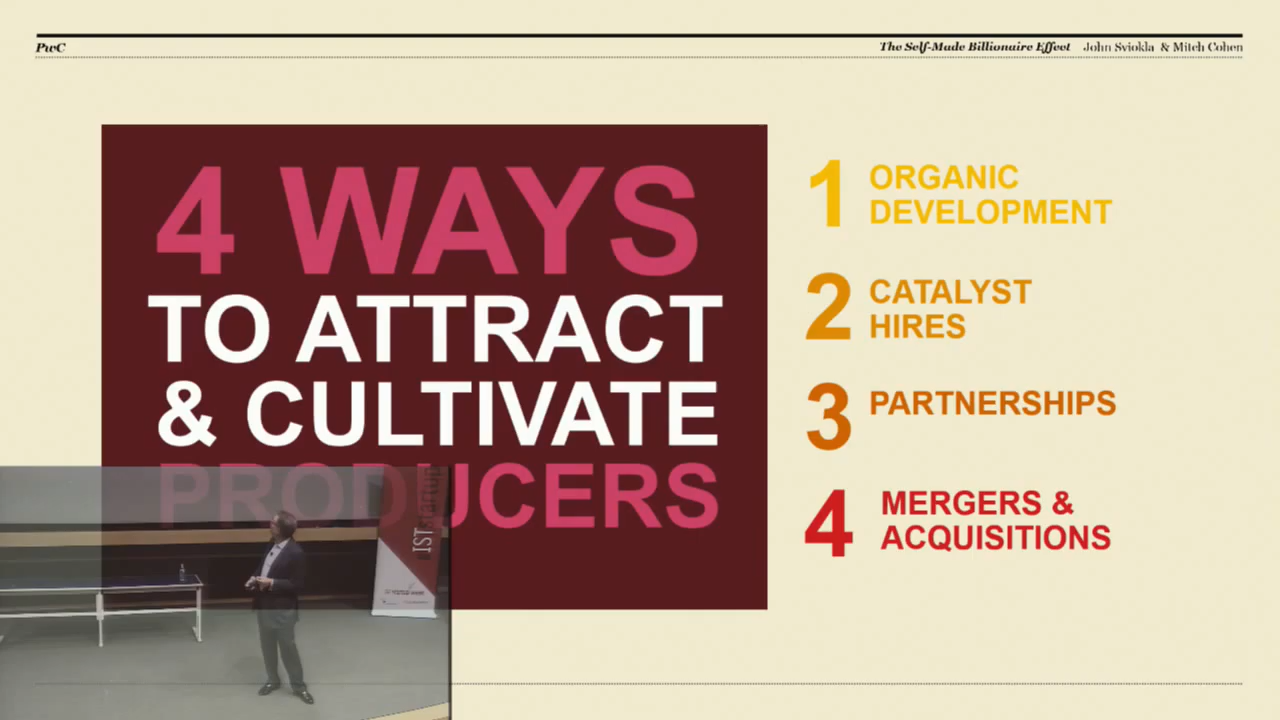 PwC
The Self-Made Billionaire Effect John Sviokla & Mitch Cohen
4 WAYS
TO ATTRACT
& CULTIVATE
PRODUCERS
1 ORGANIC
DEVELOPMENT
2 CATALYST
HIRES
3 PARTNERSHIPS
4 MERGERS &
ACQUISITIONS
ISTstartup